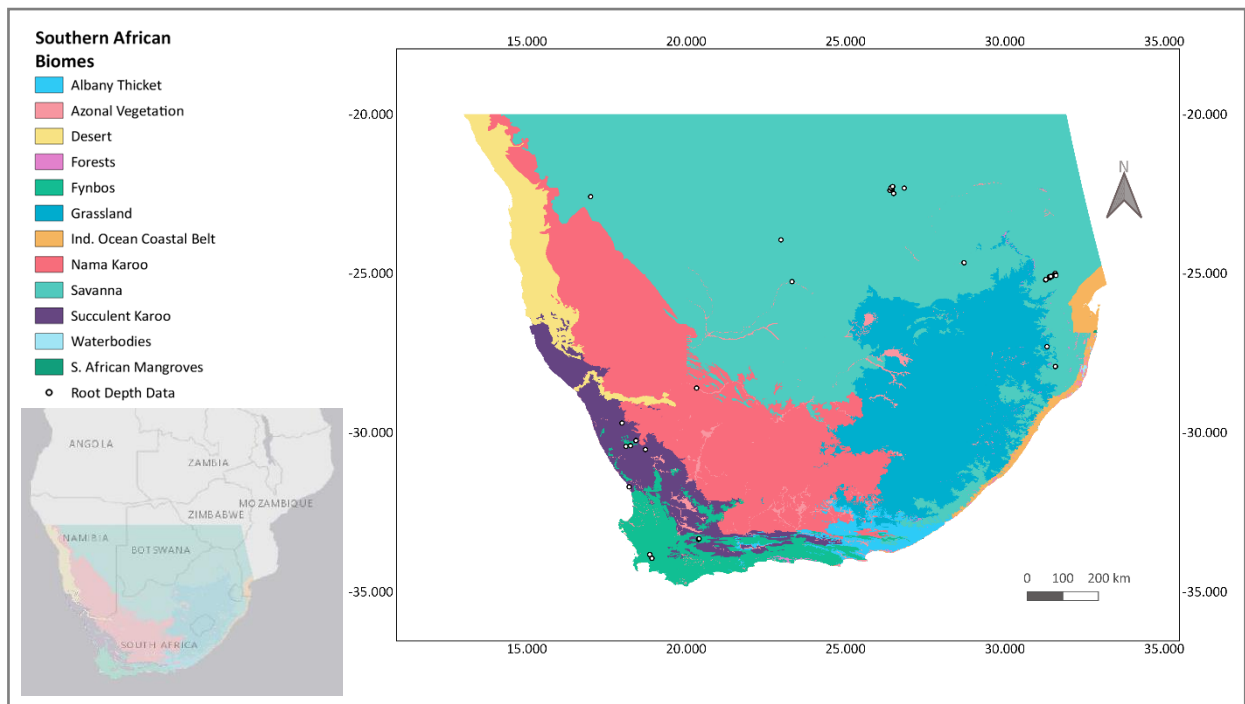 Southern African
Biomes
Albany Thicket
Azonal Vegetation
Desert
Forests
Fynbos
Grassland
Ind. Ocean Coastal Belt
Nama Karoo
Savanna
Succulent Karoo
Waterbodies
S. African Mangroves
Root Depth Data
ANGOLA
ZAMBIA
MOZAMBIQUE
ZIMBABWE
NAMIBIA
BOTSWANA
SOUTH AFRICA
15.000 20.000 25.000 30.000 35.000
-20.000 -20.000
N
-25.000 -25.000
-30.000 -30.000
0 100 200 km
-35.000 -35.000
15.000 20.000 25.000 30.000 35.000